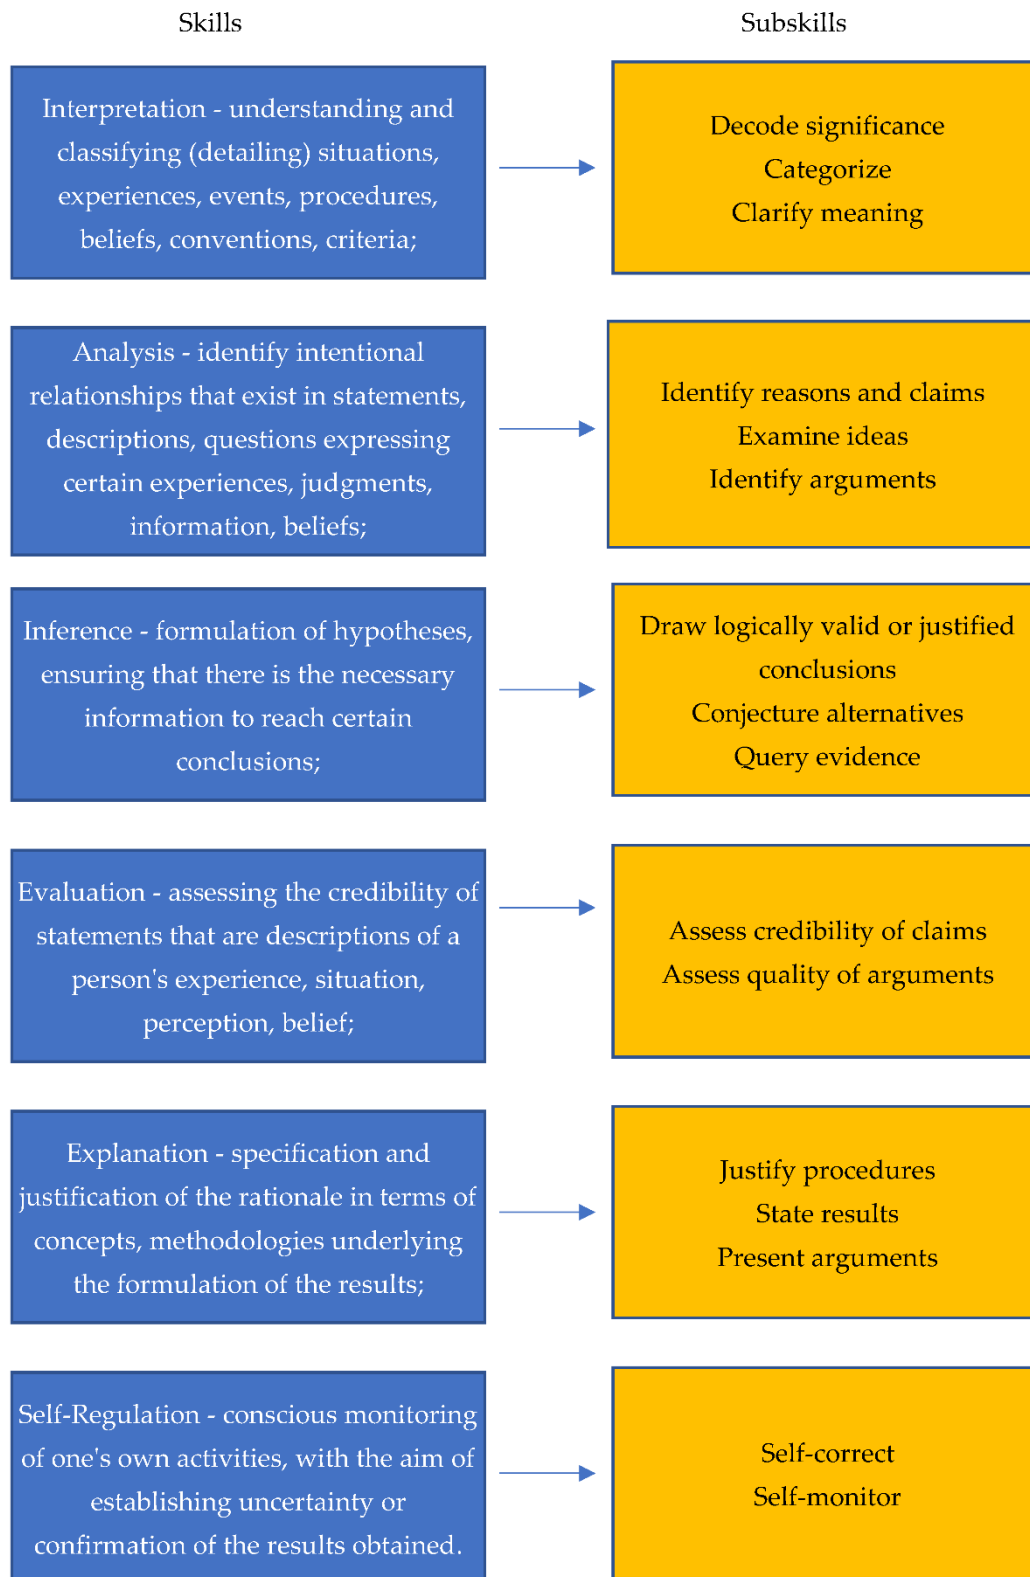 Skills
Subskills
Interpretation - understanding and
classifying (detailing) situations,
experiences, events, procedures,
beliefs, conventions, criteria;
Decode significance
Categorize
Clarify meaning
Analysis - identify intentional
relationships that exist in statements,
descriptions, questions expressing
certain experiences, judgments,
information, beliefs;
Identify reasons and claims
Examine ideas
Identify arguments
Inference - formulation of hypotheses,
ensuring that there is the necessary
information to reach certain
conclusions;
Draw logically valid or justified
conclusions
Conjecture alternatives
Query evidence
Evaluation - assessing the credibility of
statements that are descriptions of a
person's experience, situation,
perception, belief;
Assess credibility of claims
Assess quality of arguments
Explanation - specification and
justification of the rationale in terms of
concepts, methodologies underlying
the formulation of the results;
Justify procedures
State results
Present arguments
Self-Regulation - conscious monitoring
of one's own activities, with the aim of
establishing uncertainty or
confirmation of the results obtained.
Self-correct
Self-monitor